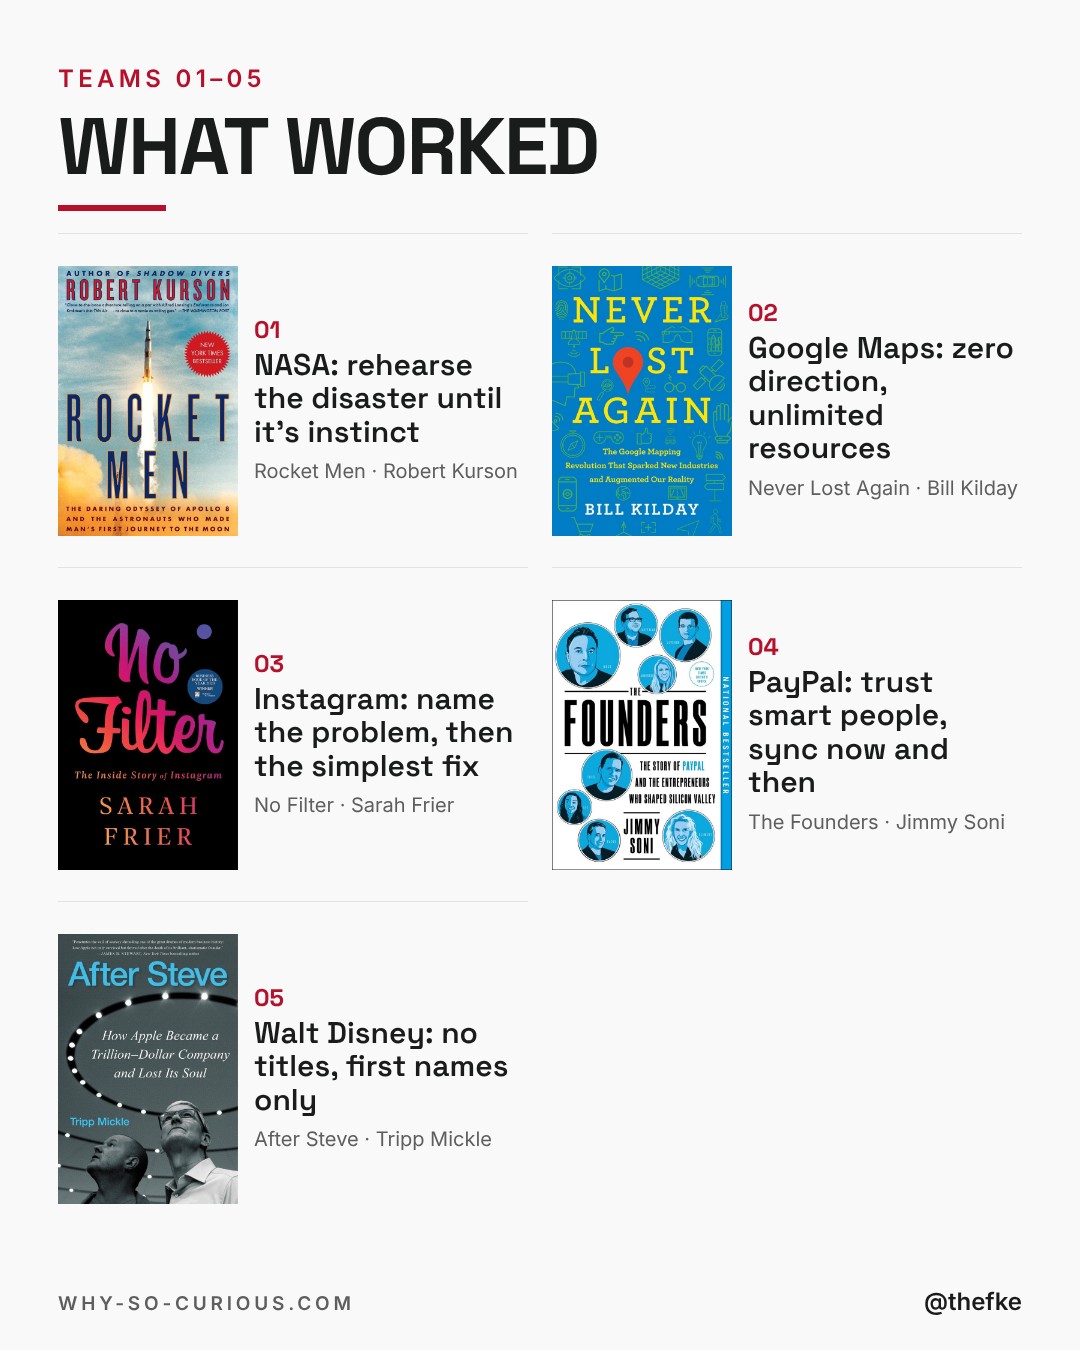 TEAMS 01–05
WHAT WORKED
AUTHOR OF SHADOW DIVERS
ROBERT KURSON
NEW
YORK TIMES
BESTSELLER
ROCKET
MEN
THE DARING ODYSSEY OF APOLLO 8
AND THE ASTRONAUTS WHO MADE
MAN'S FIRST JOURNEY TO THE MOON
01
NASA: rehearse
the disaster until
it's instinct
Rocket Men · Robert Kurson
NEVER
LOST
AGAIN
The Google Mapping
Revolution That Sparked New Industries
and Augmented Our Reality
BILL KILDAY
02
Google Maps: zero
direction,
unlimited
resources
Never Lost Again · Bill Kilday
No
Filter
The Inside Story of Instagram
SARAH
FRIER
03
Instagram: name
the problem, then
the simplest fix
No Filter · Sarah Frier
THE
FOUNDERS
THE STORY OF PAYPAL
AND THE ENTREPRENEURS
WHO SHAPED SILICON VALLEY
JIMMY
SONI
NATIONAL BESTSELLER
04
PayPal: trust
smart people,
sync now and
then
The Founders · Jimmy Soni
After Steve
How Apple Became a
Trillion–Dollar Company
and Lost Its Soul
Tripp Mickle
05
Walt Disney: no
titles, first names
only
After Steve · Tripp Mickle
WHY-SO-CURIOUS.COM
@thefke